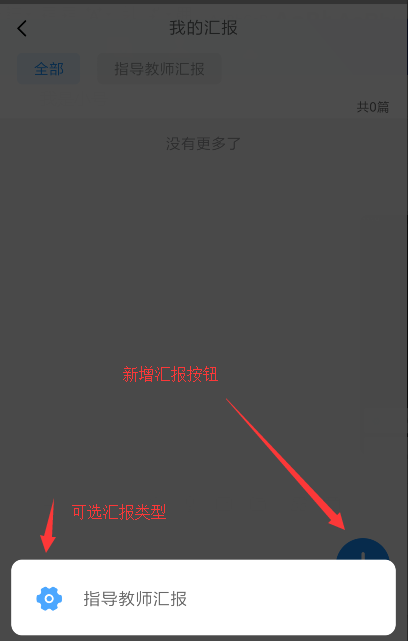 我的汇报
全部
指导教师汇报
共0篇
没有更多了
新增汇报按钮
可选汇报类型
指导教师汇报